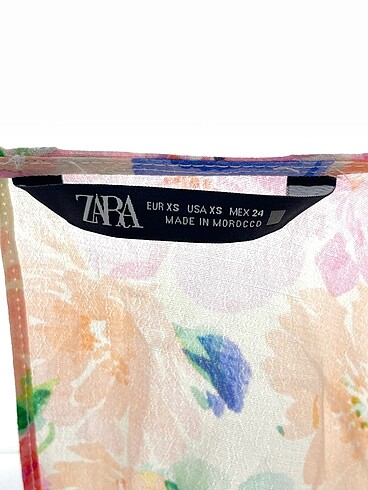 ZARA
EUR XS USA XS MEX 24
MADE IN MOROCCO